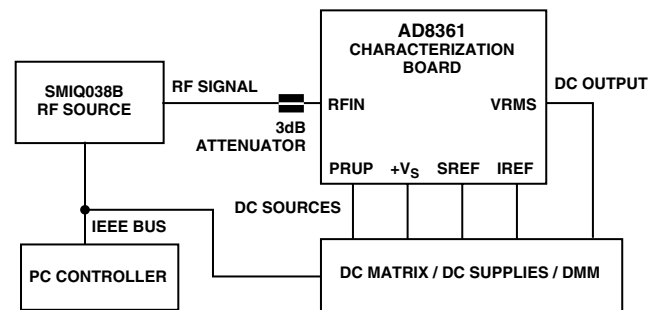 SMIQ038B
RF SOURCE
RF SIGNAL
3dB
ATTENUATOR
AD8361
CHARACTERIZATION
BOARD
RFIN
VRMS
PRUP
+VS
SREF
IREF
DC OUTPUT
DC SOURCES
IEEE BUS
PC CONTROLLER
DC MATRIX / DC SUPPLIES / DMM